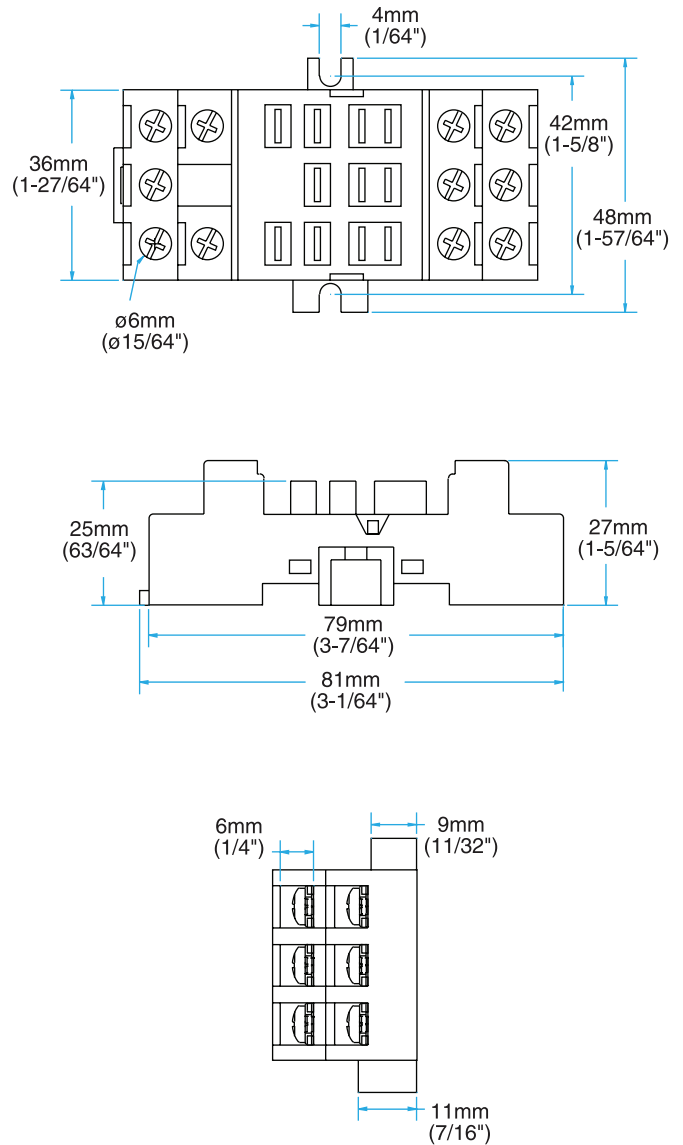 4mm
(1/64")
36mm
(1-27/64")
42mm
(1-5/8")
48mm
(1-57/64")
ø6mm
(ø15/64")
25mm
(63/64")
27mm
(1-5/64")
79mm
(3-7/64")
81mm
(3-1/64")
6mm
(1/4")
9mm
(11/32")
11mm
(7/16")